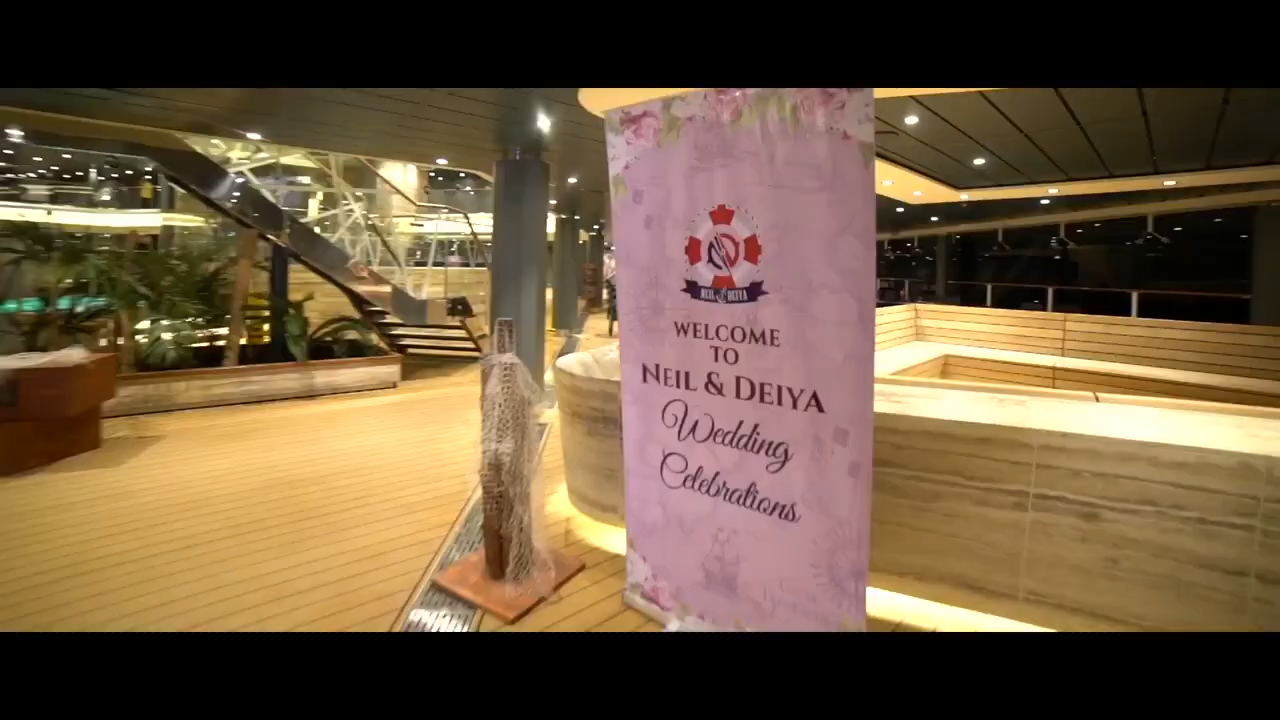 NEIL & DEIYA
WELCOME
TO
NEIL & DEIYA
Wedding
Celebrations